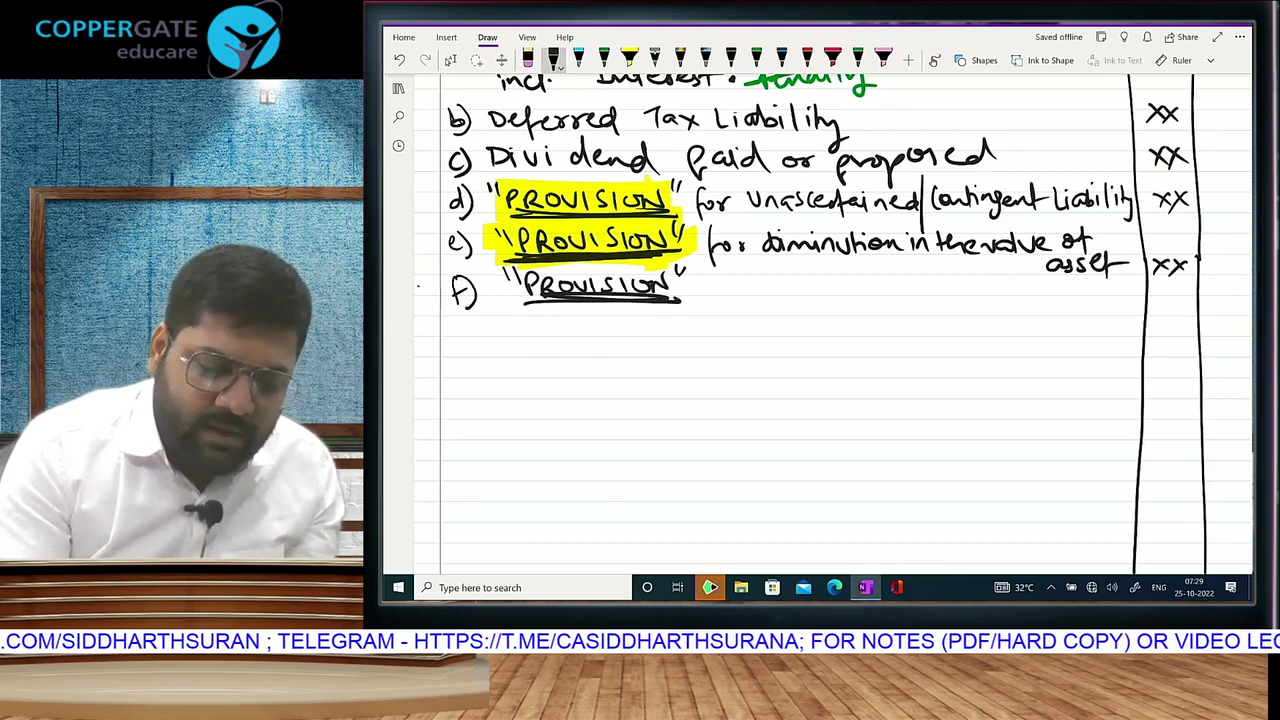 COPPERGATE
educare
Home Insert Draw View Help
Saved offline
Share
Shapes
Ink to Shape
Ink to Text
Ruler
incl. Interest. Penalty
b) Deferred Tax Liability XX
c) Dividend paid or proposed XX
d) "PROVISION" for Unascertained/Contingent Liability XX
e) "PROVISION" for diminution in the value of
asset XX
f) "PROVISION"
Type here to search
32°C
ENG
07:29
25-10-2022
.COM/SIDDHARTHSURAN ; TELEGRAM - HTTPS://T.ME/CASIDDHARTHSURANA; FOR NOTES (PDF/HARD COPY) OR VIDEO LEC